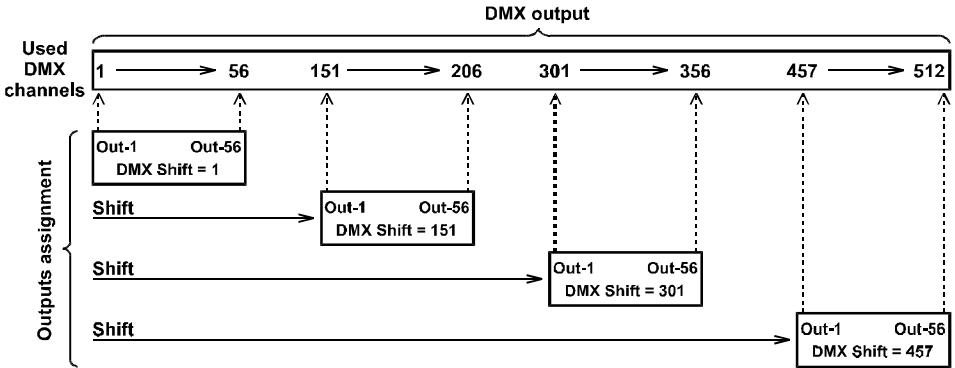 DMX output
Used
DMX
channels
1 56 151 206 301 356 457 512
Out-1 Out-56
DMX Shift = 1
Shift
Out-1 Out-56
DMX Shift = 151
Shift
Out-1 Out-56
DMX Shift = 301
Shift
Out-1 Out-56
DMX Shift = 457
Outputs assignment